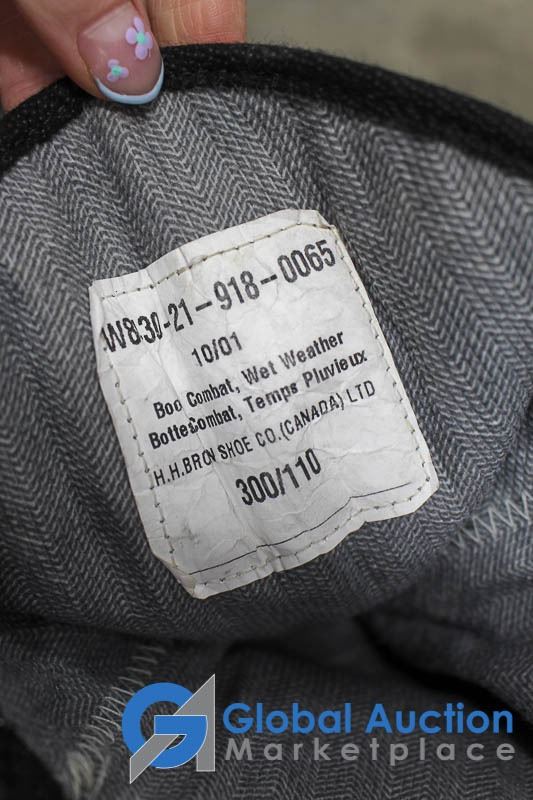 W830-21-918-0065
10/01
Boo Combat, Wet Weather
Botte Combat, Temps Pluvieux
H.H.BROWN SHOE CO.(CANADA) LTD
300/110
Global Auction
Marketplace